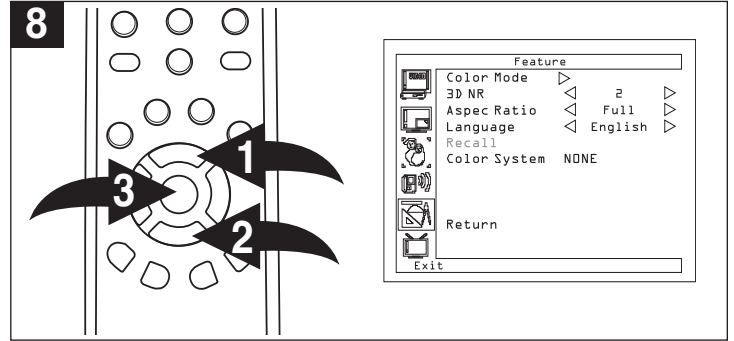 8
1
3
2
Feature
VIDEO
Color Mode
3D NR 2
Aspec Ratio Full
Language English
Recall
Color System NONE
Return
Exit